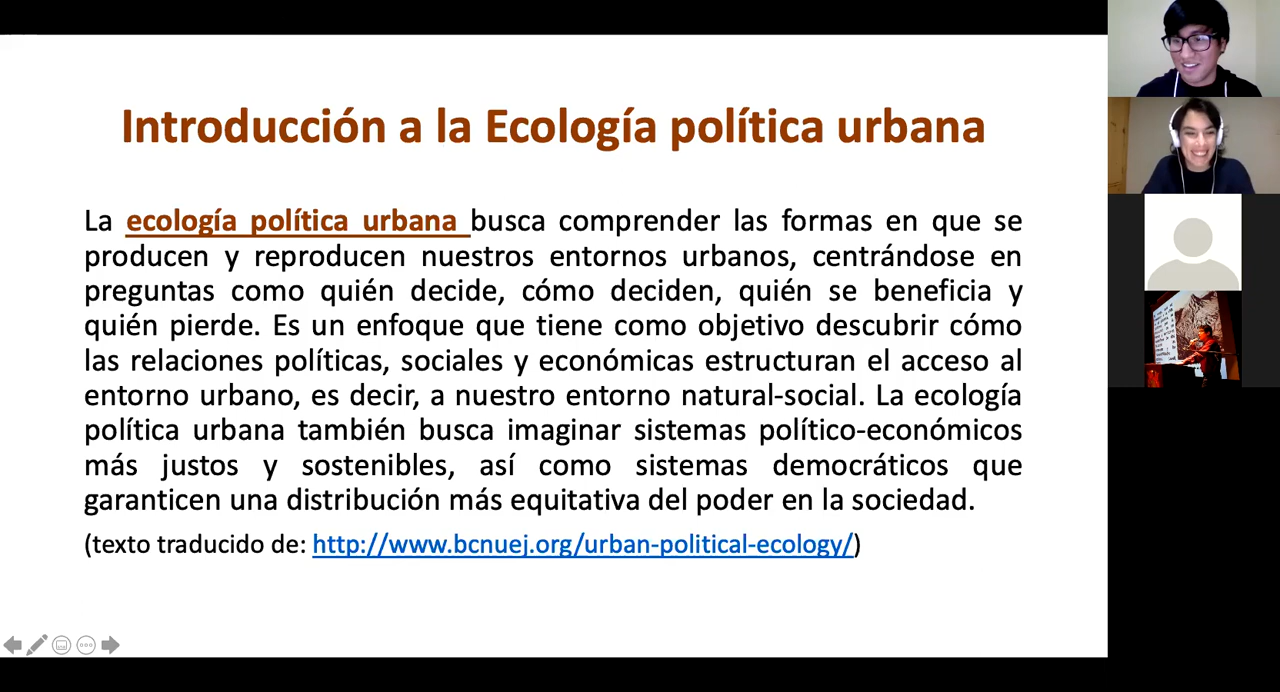 Introducción a la Ecología política urbana
La ecología política urbana busca comprender las formas en que se
producen y reproducen nuestros entornos urbanos, centrándose en
preguntas como quién decide, cómo deciden, quién se beneficia y
quién pierde. Es un enfoque que tiene como objetivo descubrir cómo
las relaciones políticas, sociales y económicas estructuran el acceso al
entorno urbano, es decir, a nuestro entorno natural-social. La ecología
política urbana también busca imaginar sistemas político-económicos
más justos y sostenibles, así como sistemas democráticos que
garanticen una distribución más equitativa del poder en la sociedad.
(texto traducido de: http://www.bcnuej.org/urban-political-ecology/)